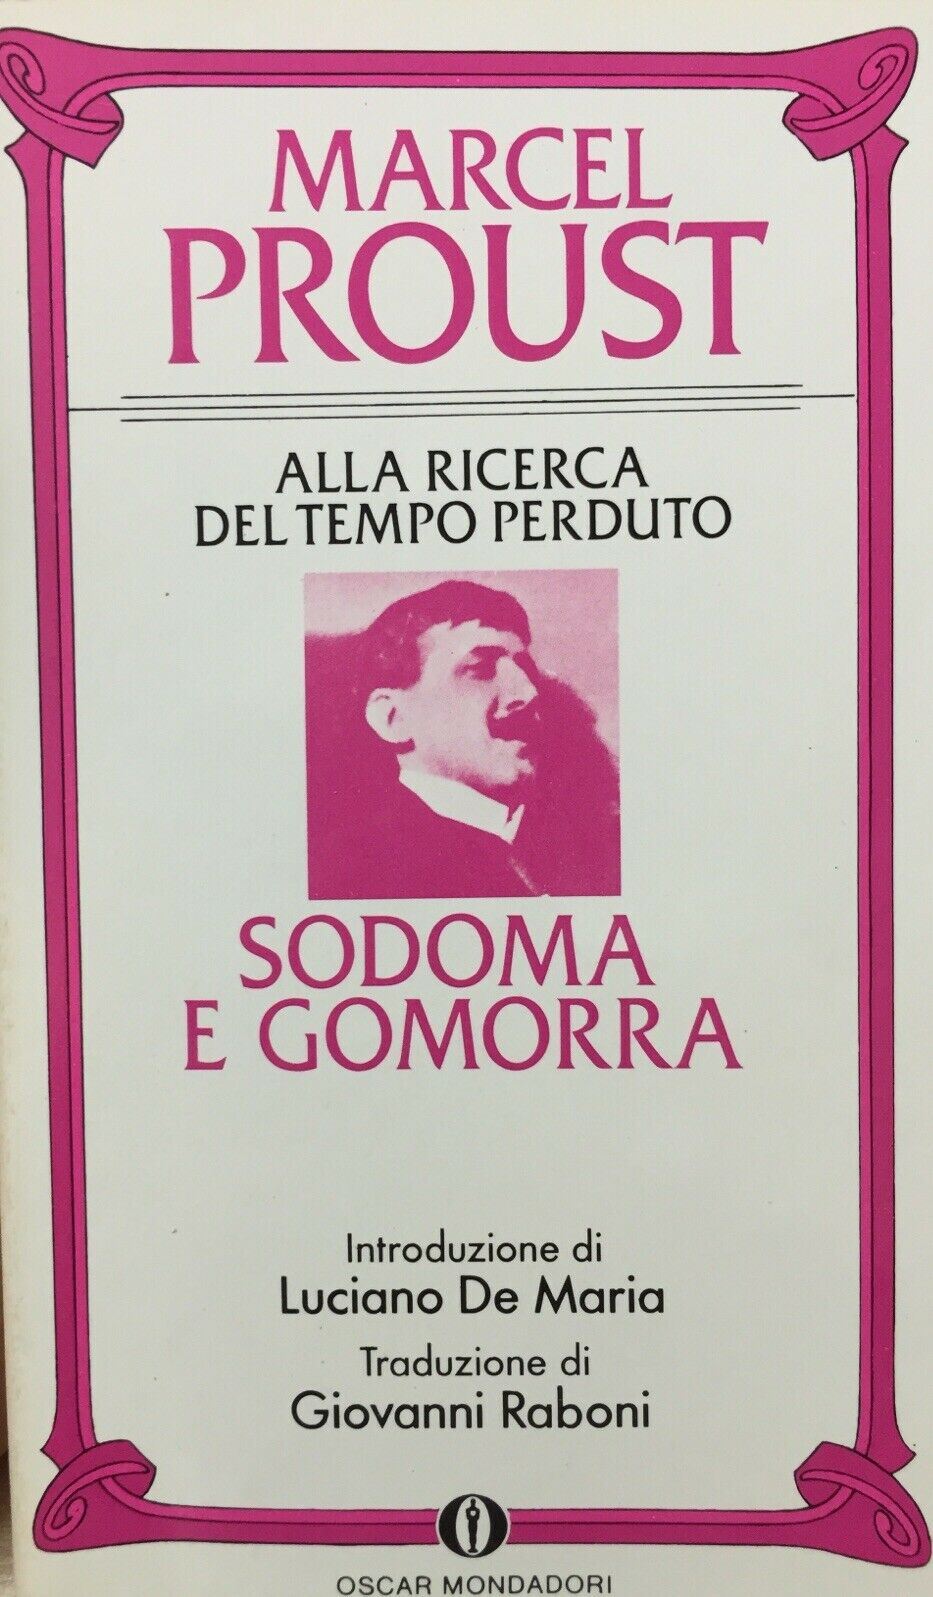 MARCEL
PROUST
ALLA RICERCA
DEL TEMPO PERDUTO
SODOMA
E GOMORRA
Introduzione di
Luciano De Maria
Traduzione di
Giovanni Raboni
OSCAR MONDADORI